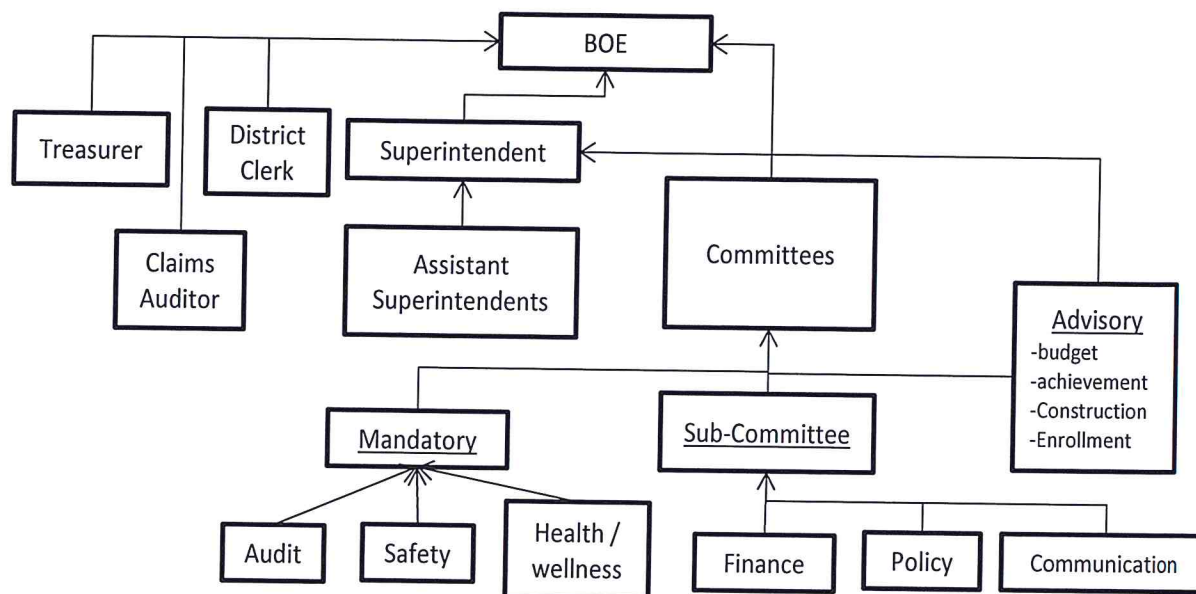 BOE
Treasurer
District
Clerk
Superintendent
Claims
Auditor
Assistant
Superintendents
Committees
Advisory
-budget
-achievement
-Construction
-Enrollment
Mandatory
Sub-Committee
Audit
Safety
Health /
wellness
Finance
Policy
Communication